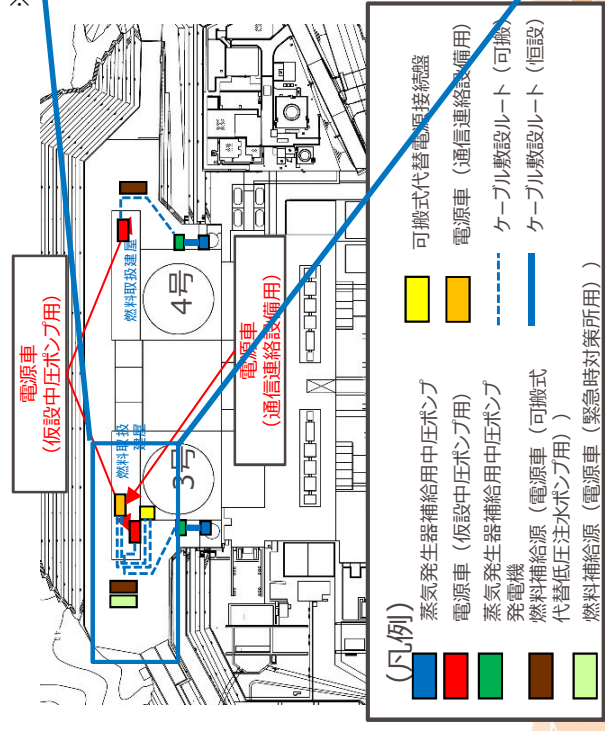 ※
電源車
(仮設中圧ポンプ用)
燃料取扱建屋
燃料取扱
建屋
4号
3号
電源車
(通信連絡設備用)
(凡例)
蒸気発生器補給用中圧ポンプ
電源車（仮設中圧ポンプ用）
蒸気発生器補給用中圧ポンプ
発電機
燃料補給源（電源車（可搬式
代替低圧注水ポンプ用））
燃料補給源（電源車（緊急時対策所用））
可搬式代替電源接続盤
電源車（通信連絡設備用）
ケーブル敷設ルート（可搬）
ケーブル敷設ルート（恒設）